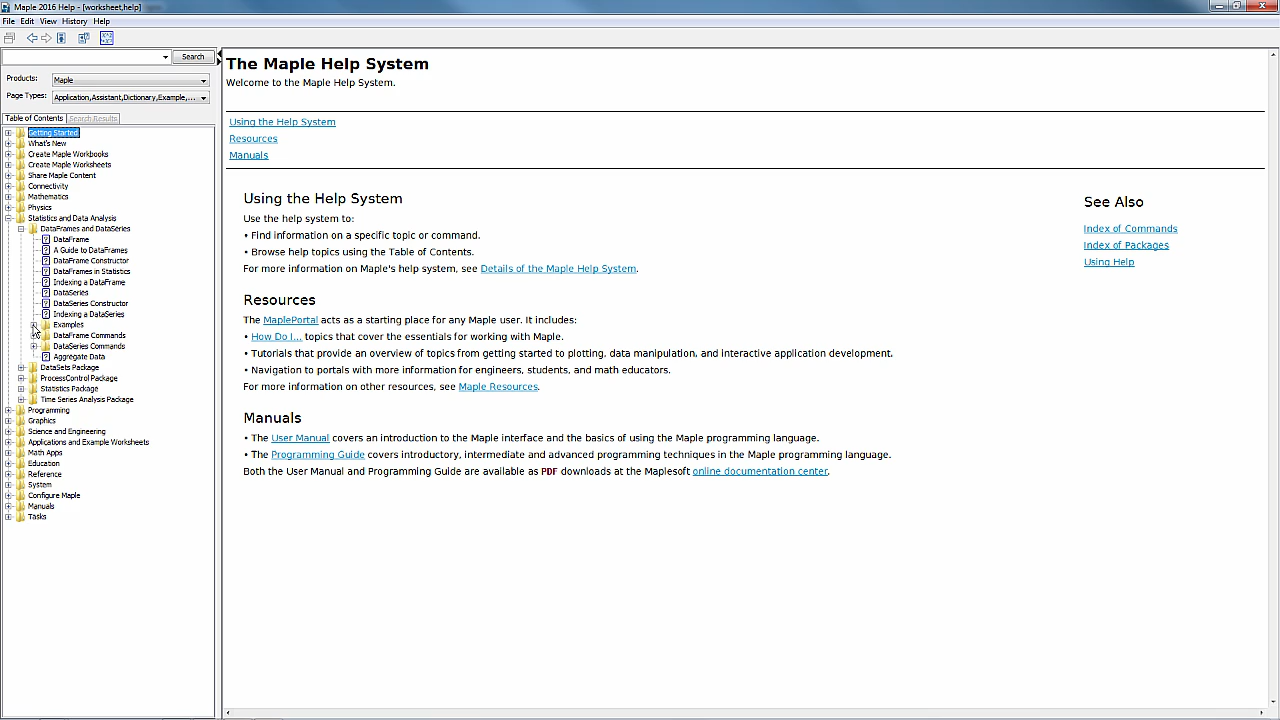 Maple 2016 Help - [worksheet,help]
File Edit View History Help
Search
Products: Maple
Page Types: Application,Assistant,Dictionary,Example,...
Table of Contents Search Results
Getting Started
What's New
Create Maple Workbooks
Create Maple Worksheets
Share Maple Content
Connectivity
Mathematics
Physics
Statistics and Data Analysis
DataFrames and DataSeries
DataFrame
A Guide to DataFrames
DataFrame Constructor
DataFrames in Statistics
Indexing a DataFrame
DataSeries
DataSeries Constructor
Indexing a DataSeries
Examples
DataFrame Commands
DataSeries Commands
Aggregate Data
DataSets Package
ProcessControl Package
Statistics Package
Time Series Analysis Package
Programming
Graphics
Science and Engineering
Applications and Example Worksheets
Math Apps
Education
Reference
System
Configure Maple
Manuals
Tasks
The Maple Help System
Welcome to the Maple Help System.
Using the Help System
Resources
Manuals
Using the Help System
Use the help system to:
• Find information on a specific topic or command.
• Browse help topics using the Table of Contents.
For more information on Maple's help system, see Details of the Maple Help System.
Resources
The MaplePortal acts as a starting place for any Maple user. It includes:
• How Do I... topics that cover the essentials for working with Maple.
• Tutorials that provide an overview of topics from getting started to plotting, data manipulation, and interactive application development.
• Navigation to portals with more information for engineers, students, and math educators.
For more information on other resources, see Maple Resources.
Manuals
• The User Manual covers an introduction to the Maple interface and the basics of using the Maple programming language.
• The Programming Guide covers introductory, intermediate and advanced programming techniques in the Maple programming language.
Both the User Manual and Programming Guide are available as PDF downloads at the Maplesoft online documentation center.
See Also
Index of Commands
Index of Packages
Using Help